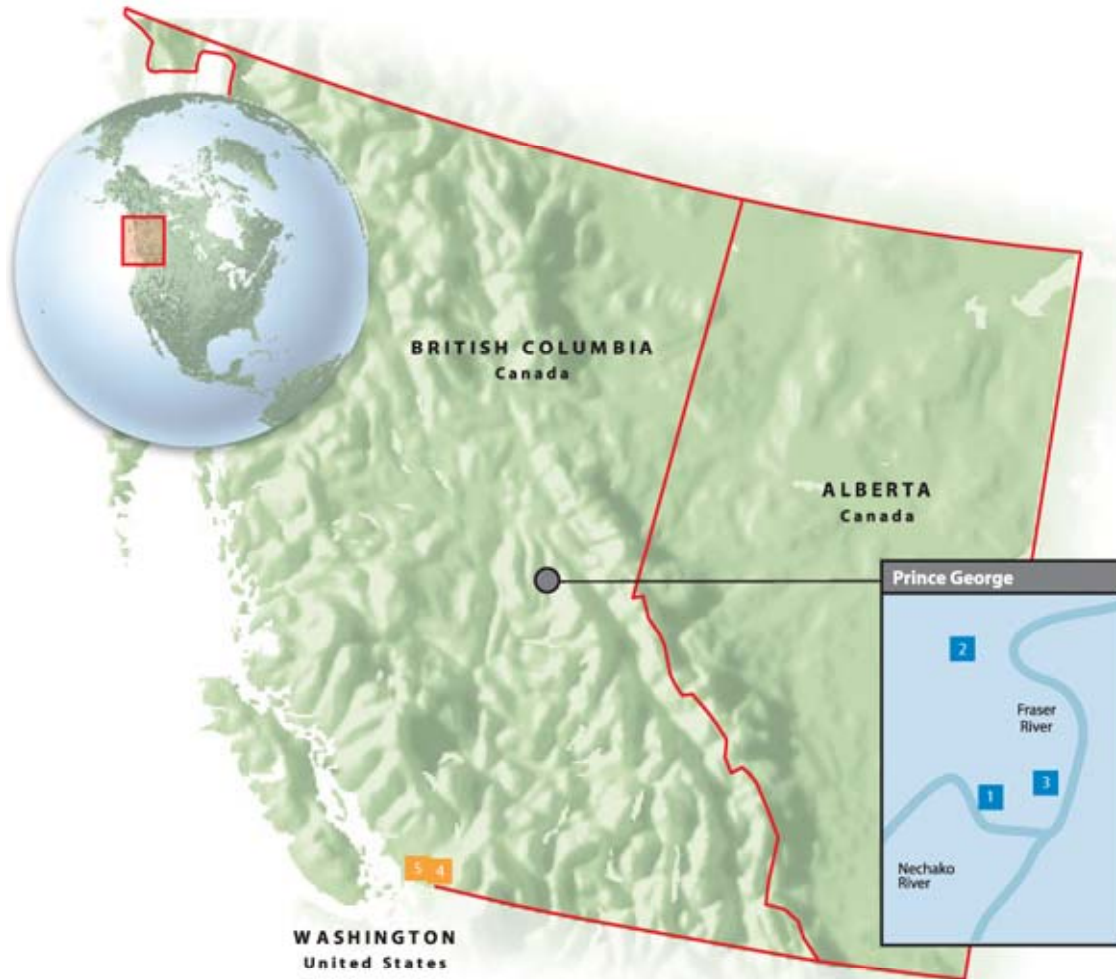 BRITISH COLUMBIA
Canada
ALBERTA
Canada
Prince George
2
Fraser
River
3
1
Nechako
River
5
4
WASHINGTON
United States